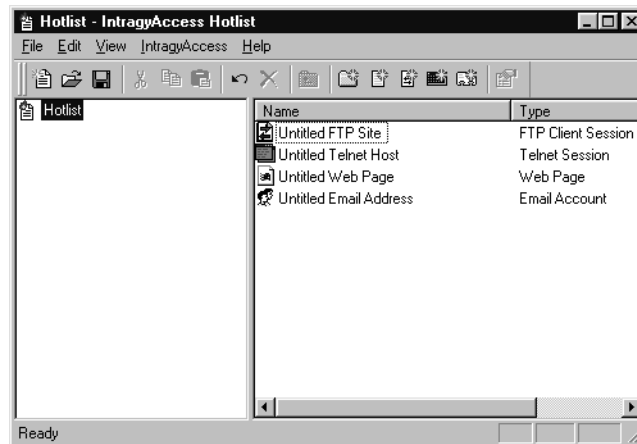 Hotlist - IntragyAccess Hotlist
File Edit View IntragyAccess Help
Hotlist
Name Type
Untitled FTP Site FTP Client Session
Untitled Telnet Host Telnet Session
Untitled Web Page Web Page
Untitled Email Address Email Account
Ready